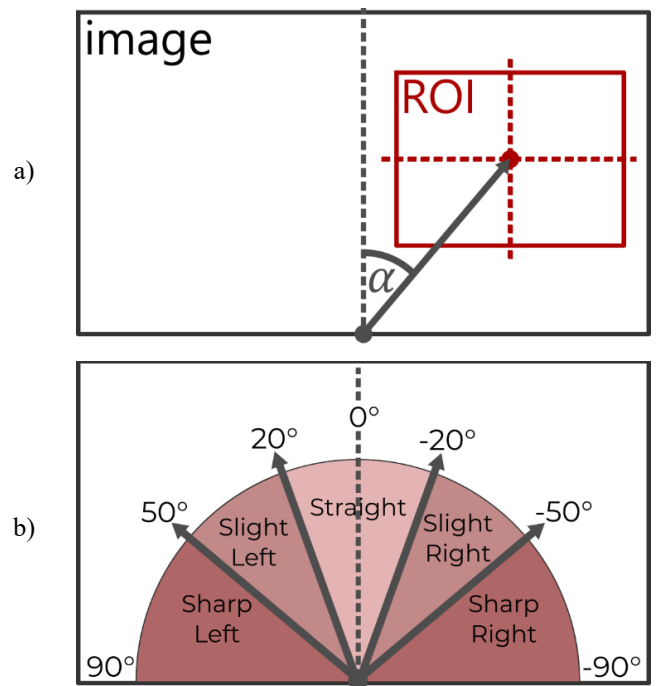 a)
image
ROI
α
b)
0°
20°
-20°
50°
-50°
Straight
Slight
Left
Slight
Right
Sharp
Left
Sharp
Right
90°
-90°